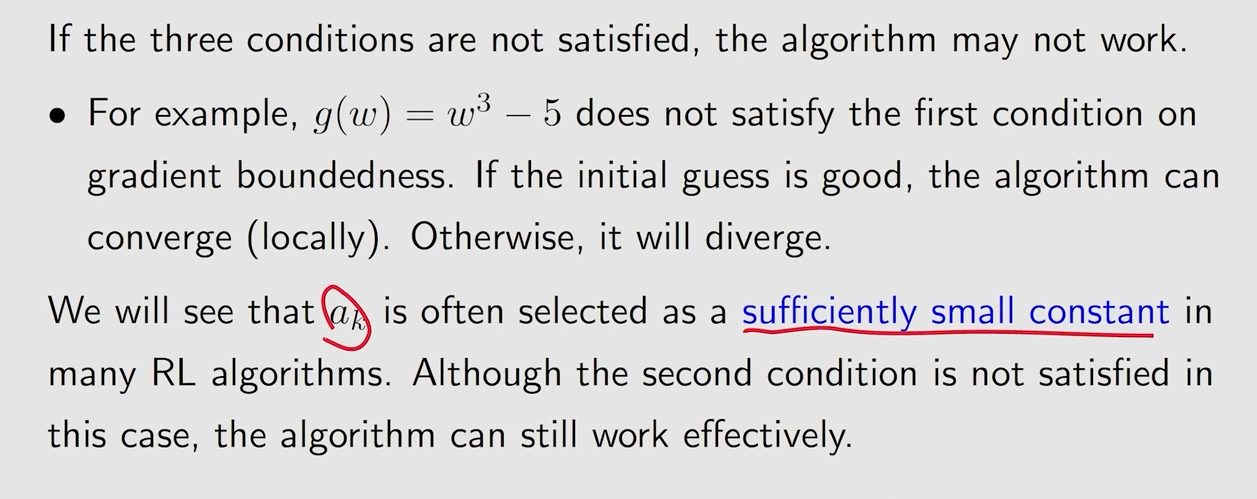 If the three conditions are not satisfied, the algorithm may not work.
• For example, g(w) = w³ − 5 does not satisfy the first condition on
gradient boundedness. If the initial guess is good, the algorithm can
converge (locally). Otherwise, it will diverge.
We will see that aₖ is often selected as a sufficiently small constant in
many RL algorithms. Although the second condition is not satisfied in
this case, the algorithm can still work effectively.